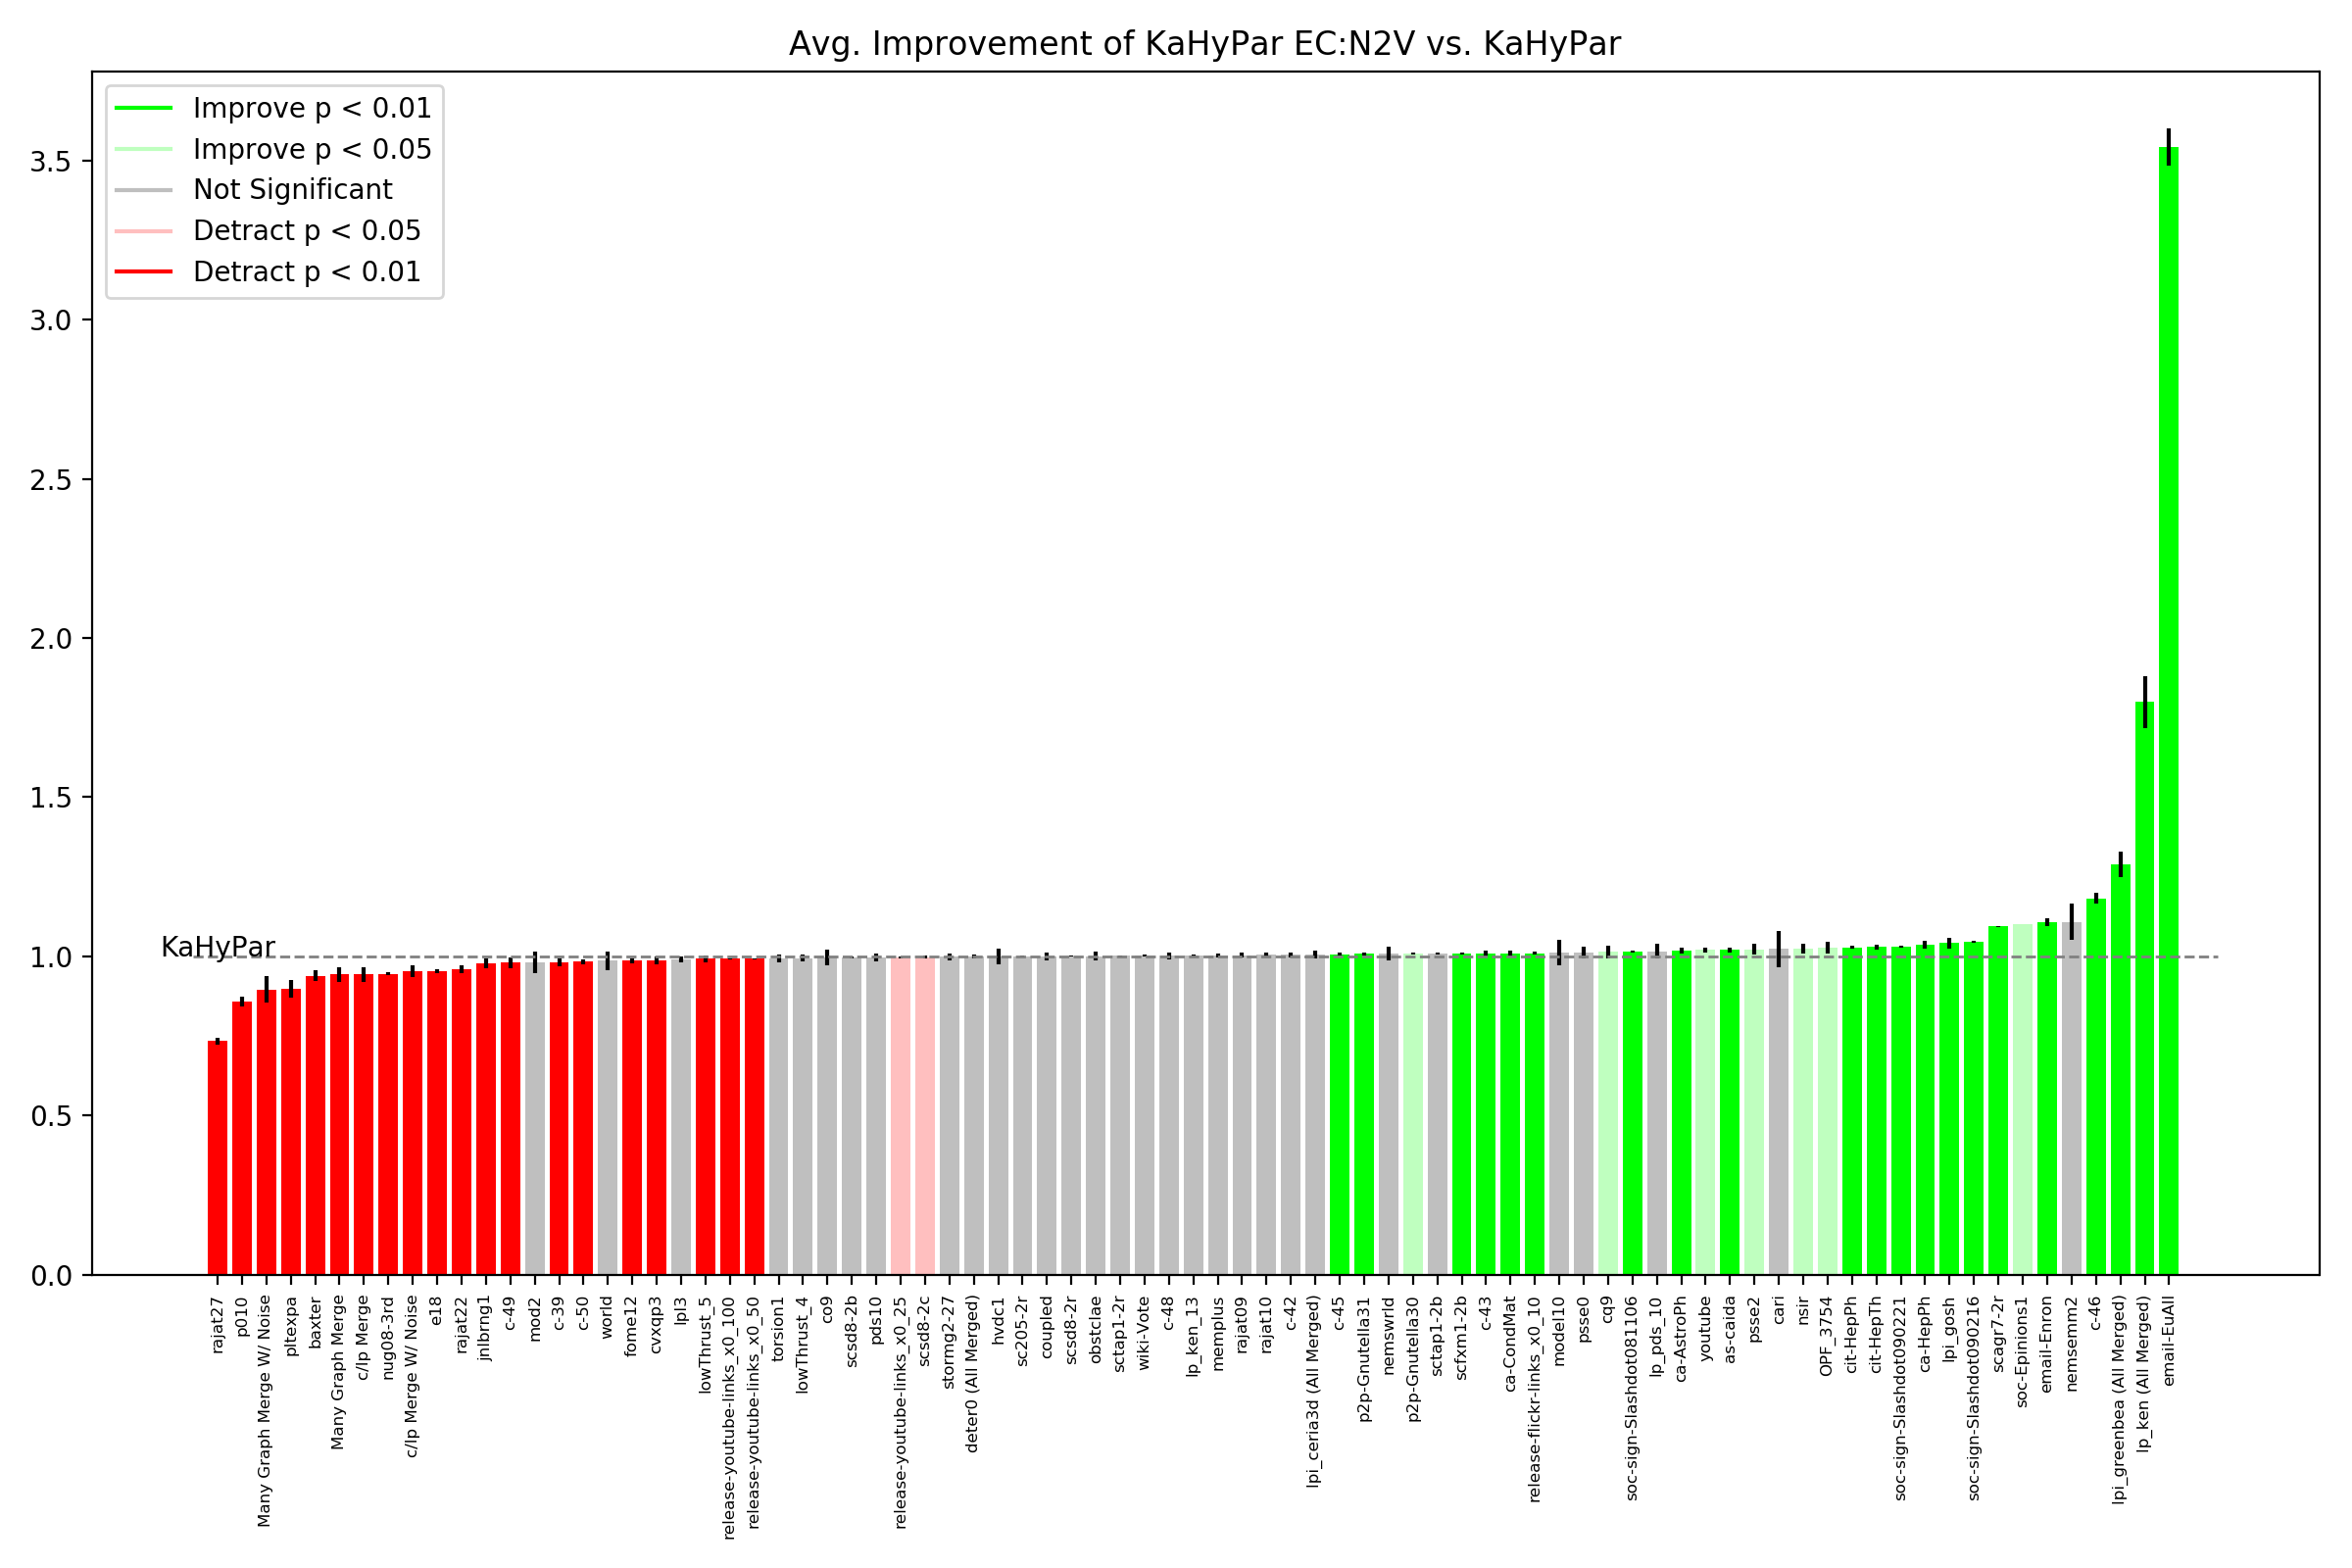 Avg. Improvement of KaHyPar EC:N2V vs. KaHyPar
Improve p < 0.01
Improve p < 0.05
Not Significant
Detract p < 0.05
Detract p < 0.01
3.5
3.0
2.5
2.0
1.5
1.0
0.5
0.0
KaHyPar
rajat27
p010
Many Graph Merge W/ Noise
pltexpa
baxter
Many Graph Merge
c/lp Merge
nug08-3rd
c/lp Merge W/ Noise
e18
rajat22
jnlbrng1
c-49
mod2
c-39
c-50
world
fome12
cvxqp3
lpl3
lowThrust_5
release-youtube-links_x0_100
release-youtube-links_x0_50
torsion1
lowThrust_4
co9
scsd8-2b
pds10
release-youtube-links_x0_25
scsd8-2c
stormg2-27
deter0 (All Merged)
hvdc1
sc205-2r
coupled
scsd8-2r
obstclae
sctap1-2r
wiki-Vote
c-48
lp_ken_13
memplus
rajat09
rajat10
c-42
lpi_ceria3d (All Merged)
c-45
p2p-Gnutella31
nemswrld
p2p-Gnutella30
sctap1-2b
scfxm1-2b
c-43
ca-CondMat
release-flickr-links_x0_10
model10
psse0
cq9
soc-sign-Slashdot081106
lp_pds_10
ca-AstroPh
youtube
as-caida
psse2
cari
nsir
OPF_3754
cit-HepPh
cit-HepTh
soc-sign-Slashdot090221
ca-HepPh
lpi_gosh
soc-sign-Slashdot090216
scagr7-2r
soc-Epinions1
email-Enron
nemsemm2
c-46
lpi_greenbea (All Merged)
lp_ken (All Merged)
email-EuAll